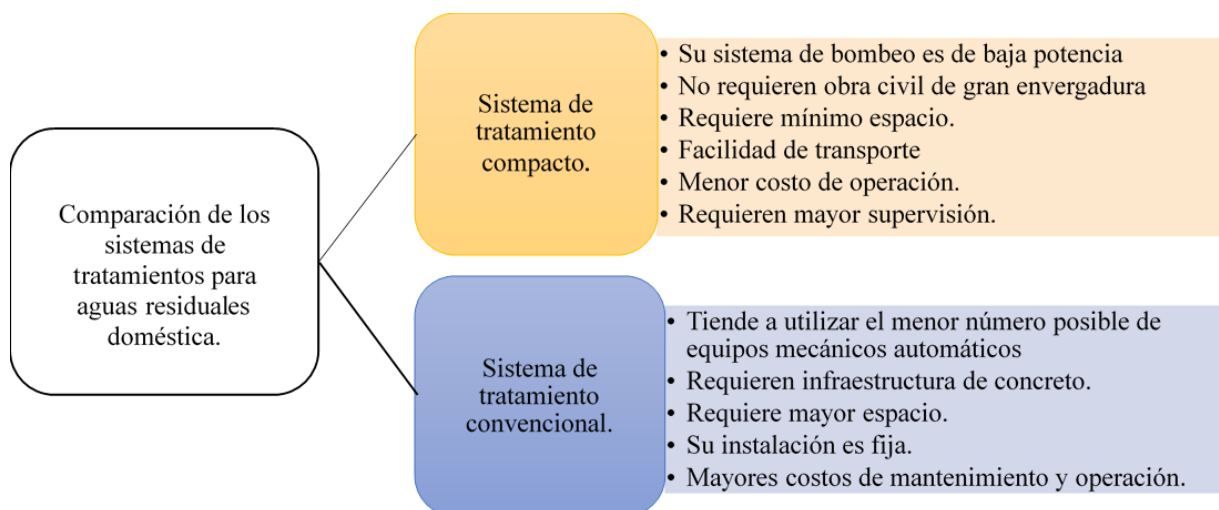 Comparación de los
sistemas de
tratamientos para
aguas residuales
doméstica.
Sistema de
tratamiento
compacto.
• Su sistema de bombeo es de baja potencia
• No requieren obra civil de gran envergadura
• Requiere mínimo espacio.
• Facilidad de transporte
• Menor costo de operación.
• Requieren mayor supervisión.
Sistema de
tratamiento
convencional.
• Tiende a utilizar el menor número posible de
equipos mecánicos automáticos
• Requieren infraestructura de concreto.
• Requiere mayor espacio.
• Su instalación es fija.
• Mayores costos de mantenimiento y operación.